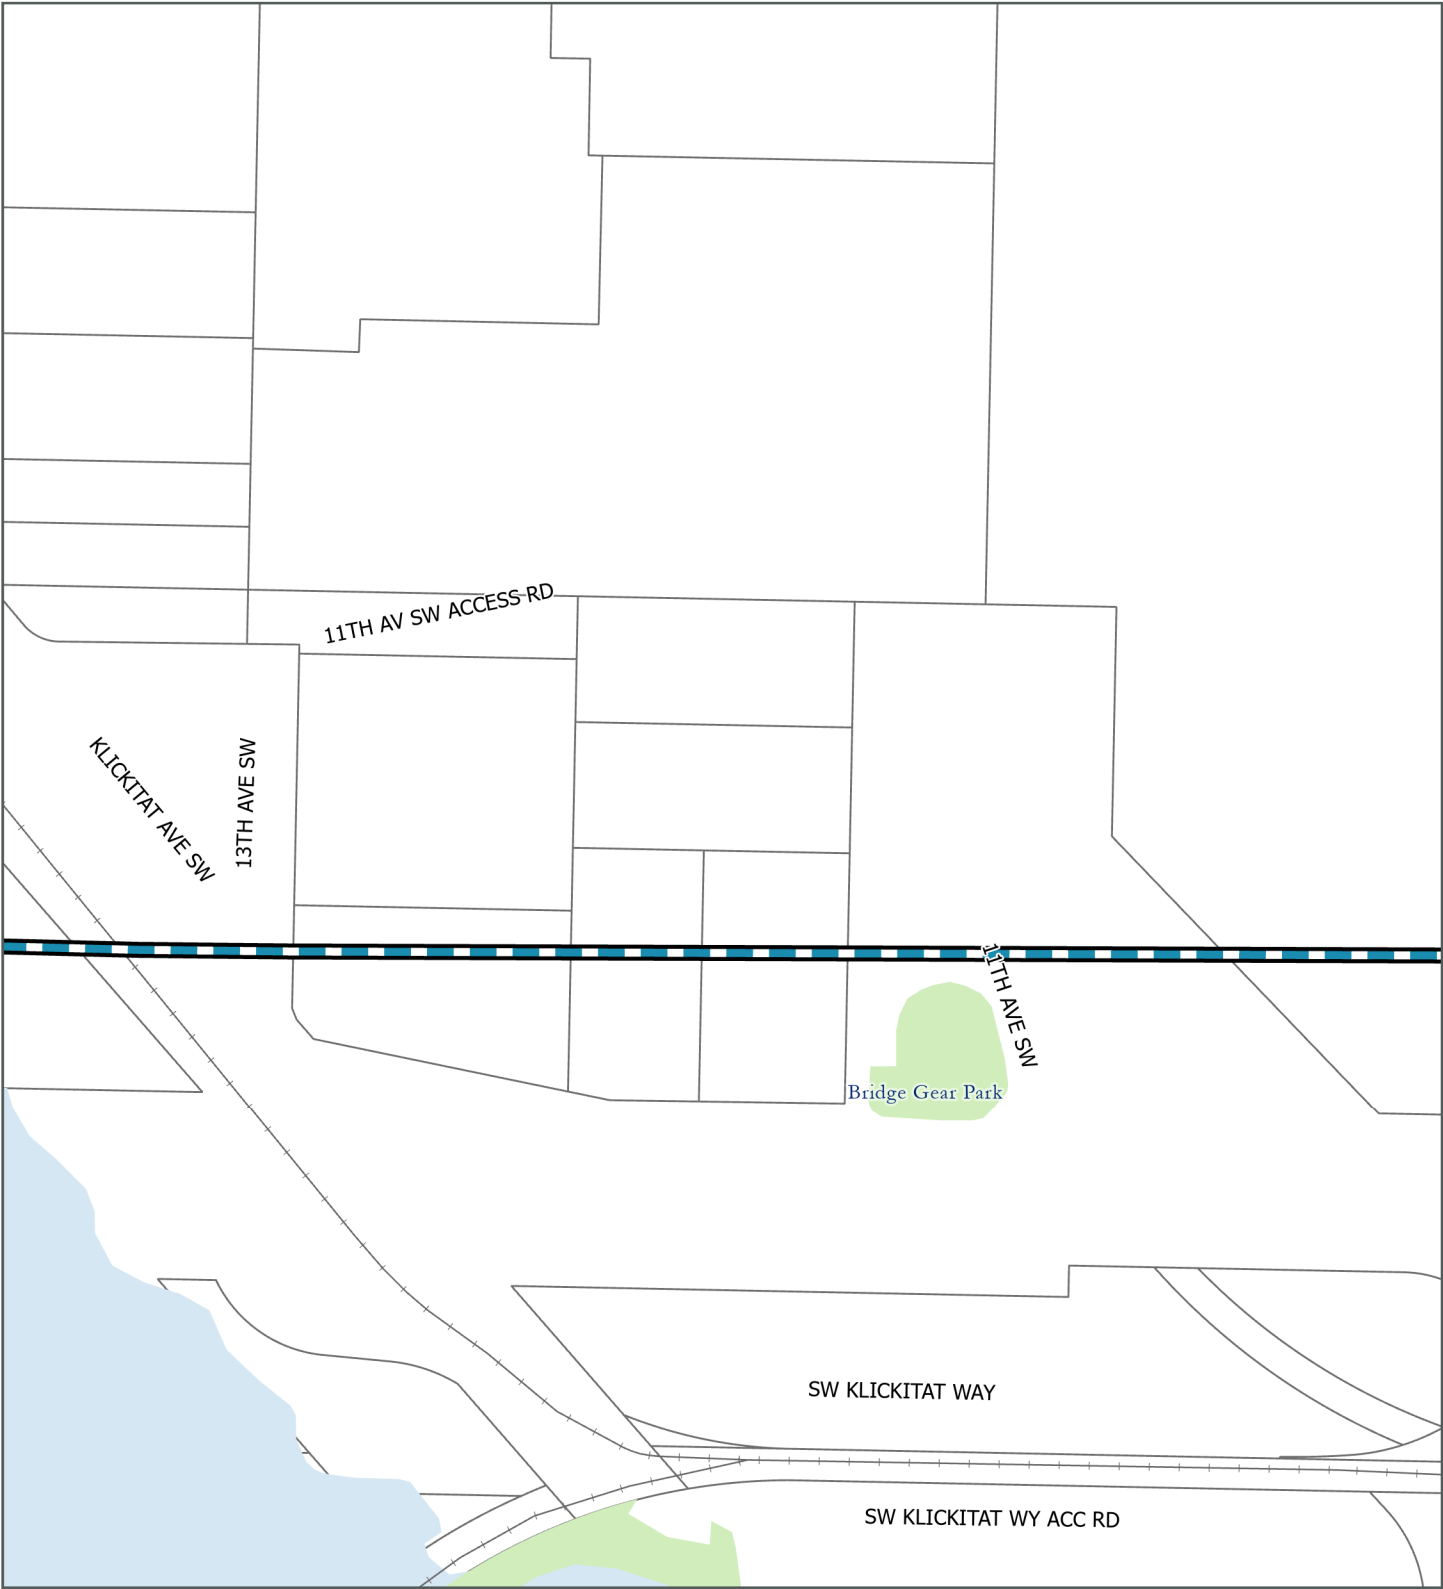 11TH AV SW ACCESS RD
KLICKITAT AVE SW
13TH AVE SW
11TH AVE SW
Bridge Gear Park
SW KLICKITAT WAY
SW KLICKITAT WY ACC RD